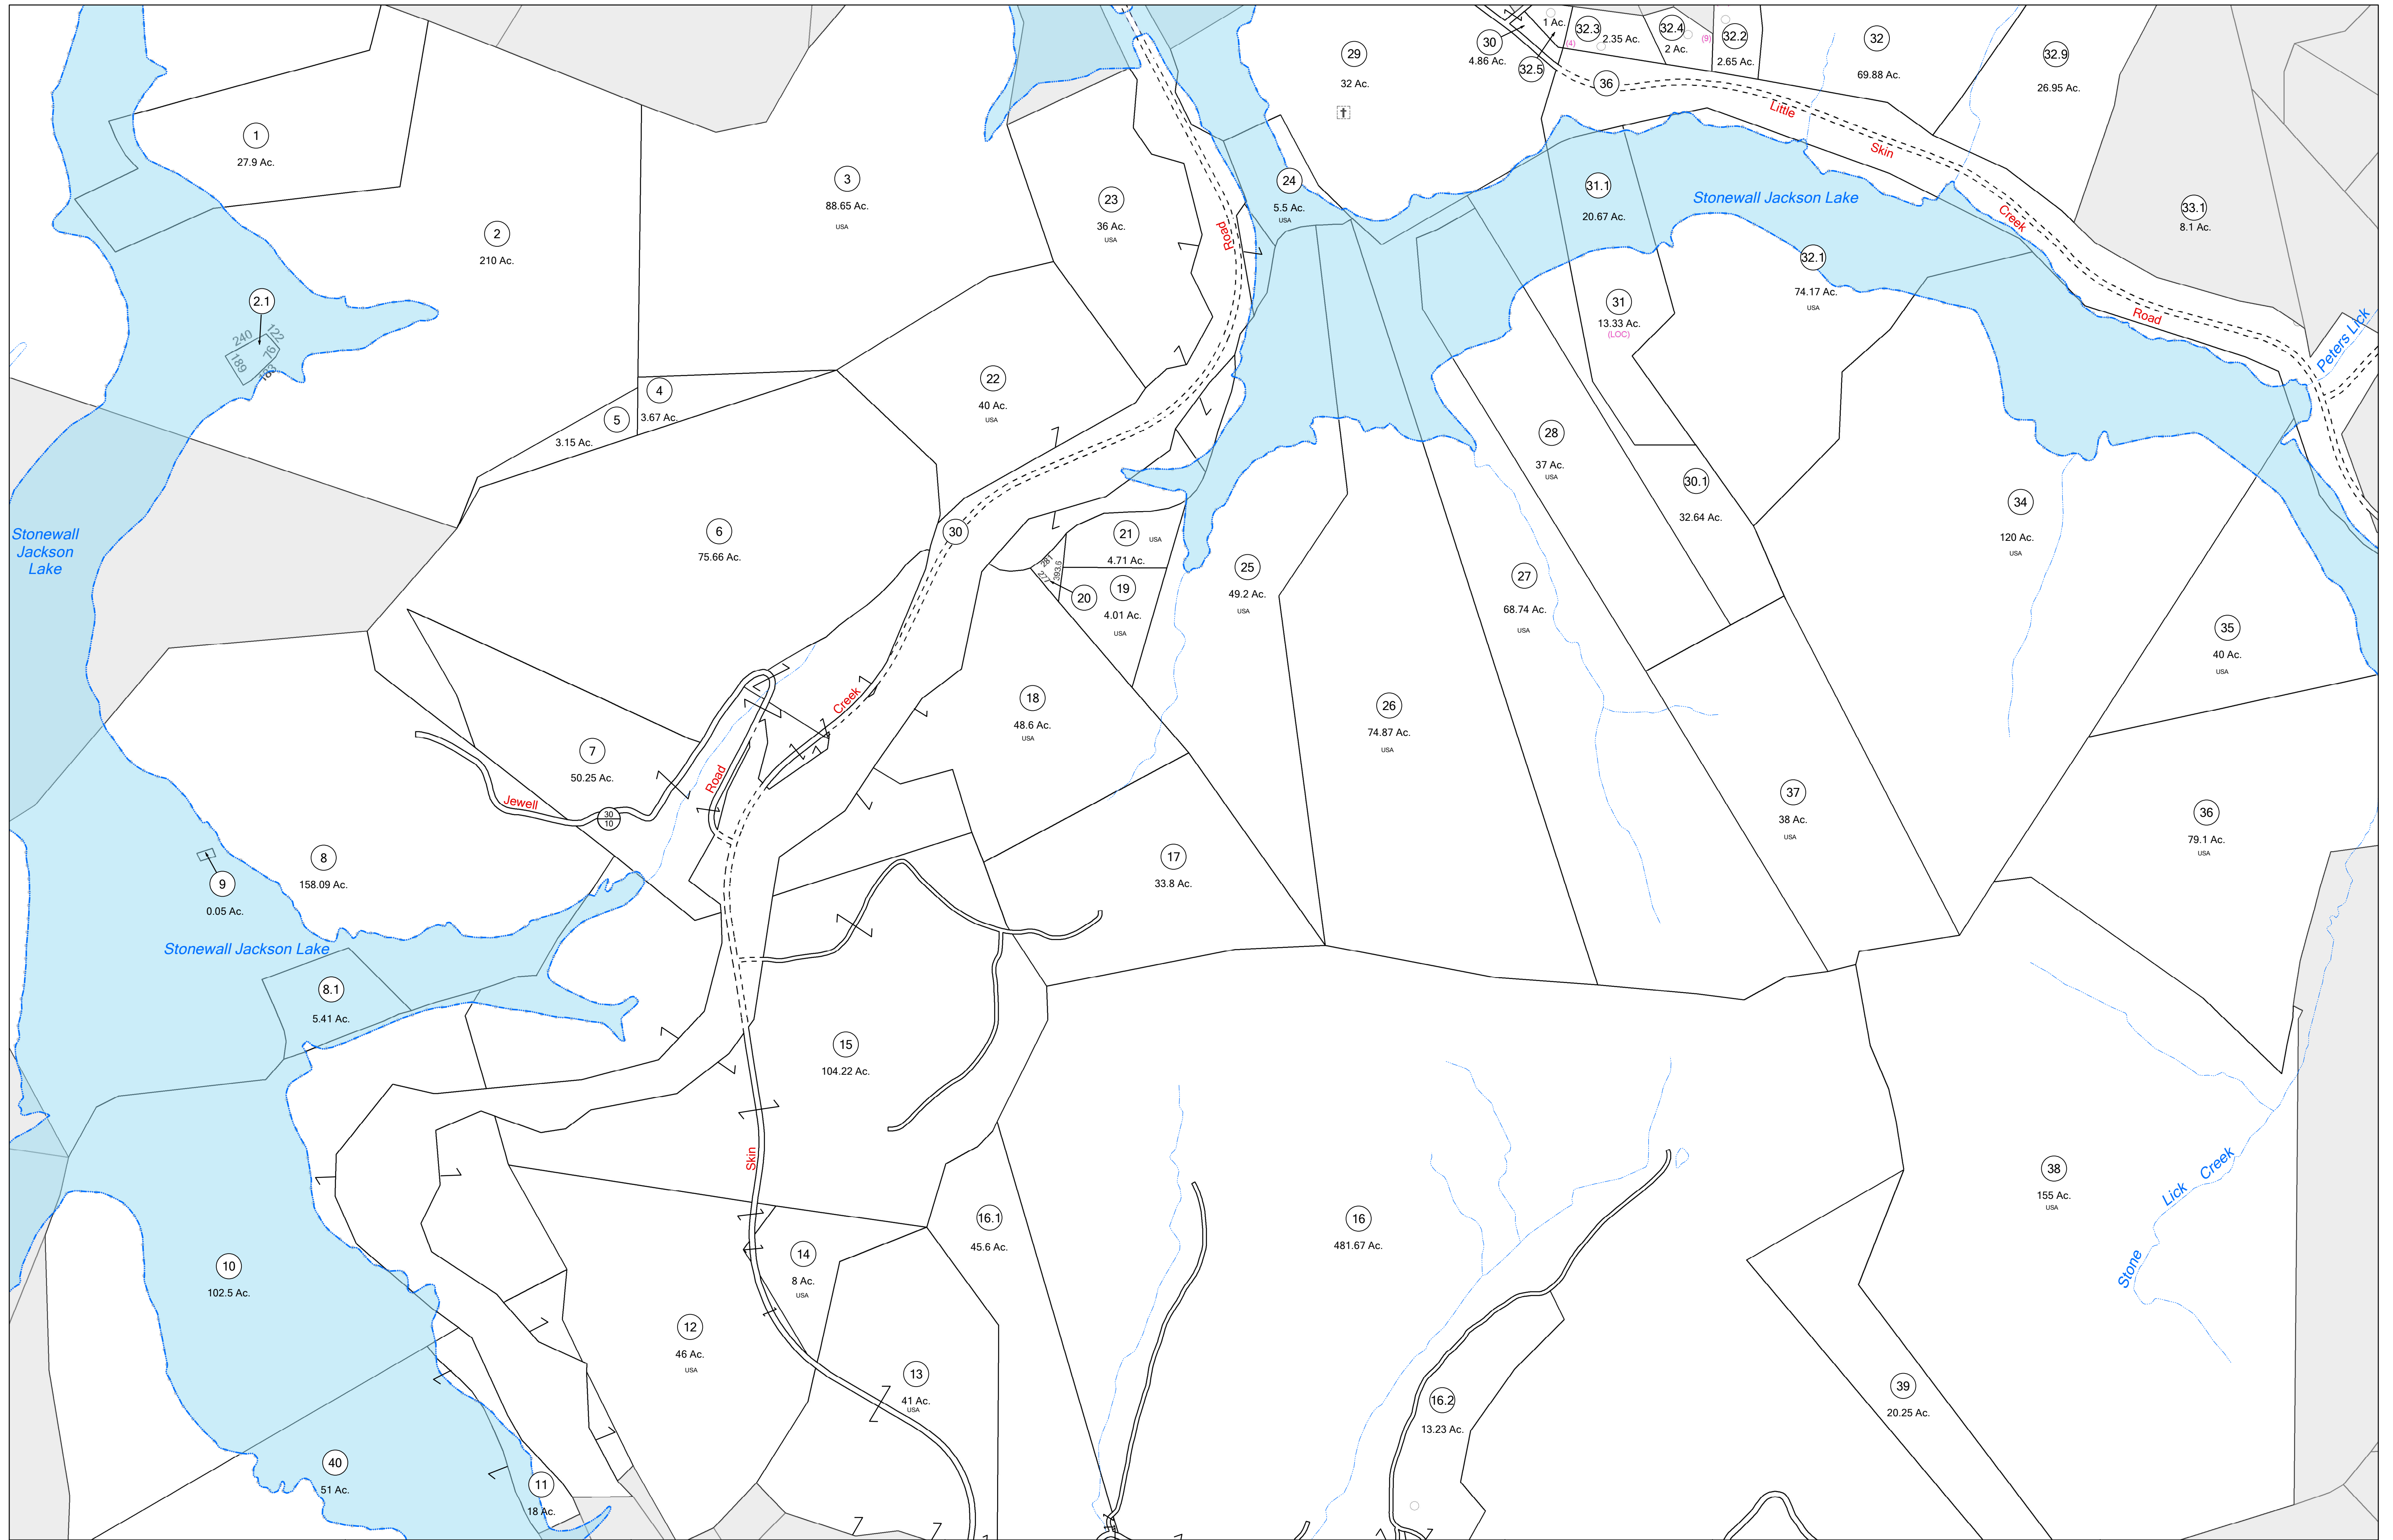 1 Ac.
32.3
(4)
2.35 Ac.
32.4
2 Ac.
(9)
32.2
2.65 Ac.
30
4.86 Ac.
32.5
36
32
69.88 Ac.
32.9
26.95 Ac.
29
32 Ac.
1
27.9 Ac.
2
210 Ac.
2.1
240
122
76
189
183
3
88.65 Ac.
USA
23
36 Ac.
USA
Road
24
5.5 Ac.
USA
Little
Skin
Creek
Road
31.1
20.67 Ac.
Stonewall Jackson Lake
33.1
8.1 Ac.
32.1
74.17 Ac.
USA
31
13.33 Ac.
(LOC)
Peters Lick
4
3.67 Ac.
5
3.15 Ac.
22
40 Ac.
USA
28
37 Ac.
USA
30.1
32.64 Ac.
34
120 Ac.
USA
Stonewall
Jackson
Lake
6
75.66 Ac.
30
21
USA
4.71 Ac.
281
277
393.6
20
19
4.01 Ac.
USA
25
49.2 Ac.
USA
27
68.74 Ac.
USA
35
40 Ac.
USA
18
48.6 Ac.
USA
26
74.87 Ac.
USA
7
50.25 Ac.
Creek
Road
Jewell
30
10
37
38 Ac.
USA
36
79.1 Ac.
USA
8
158.09 Ac.
9
0.05 Ac.
17
33.8 Ac.
Stonewall Jackson Lake
8.1
5.41 Ac.
15
104.22 Ac.
Skin
38
155 Ac.
USA
Stone
Lick
Creek
16.1
45.6 Ac.
16
481.67 Ac.
10
102.5 Ac.
14
8 Ac.
USA
12
46 Ac.
USA
13
41 Ac.
USA
16.2
13.23 Ac.
39
20.25 Ac.
40
51 Ac.
11
18 Ac.